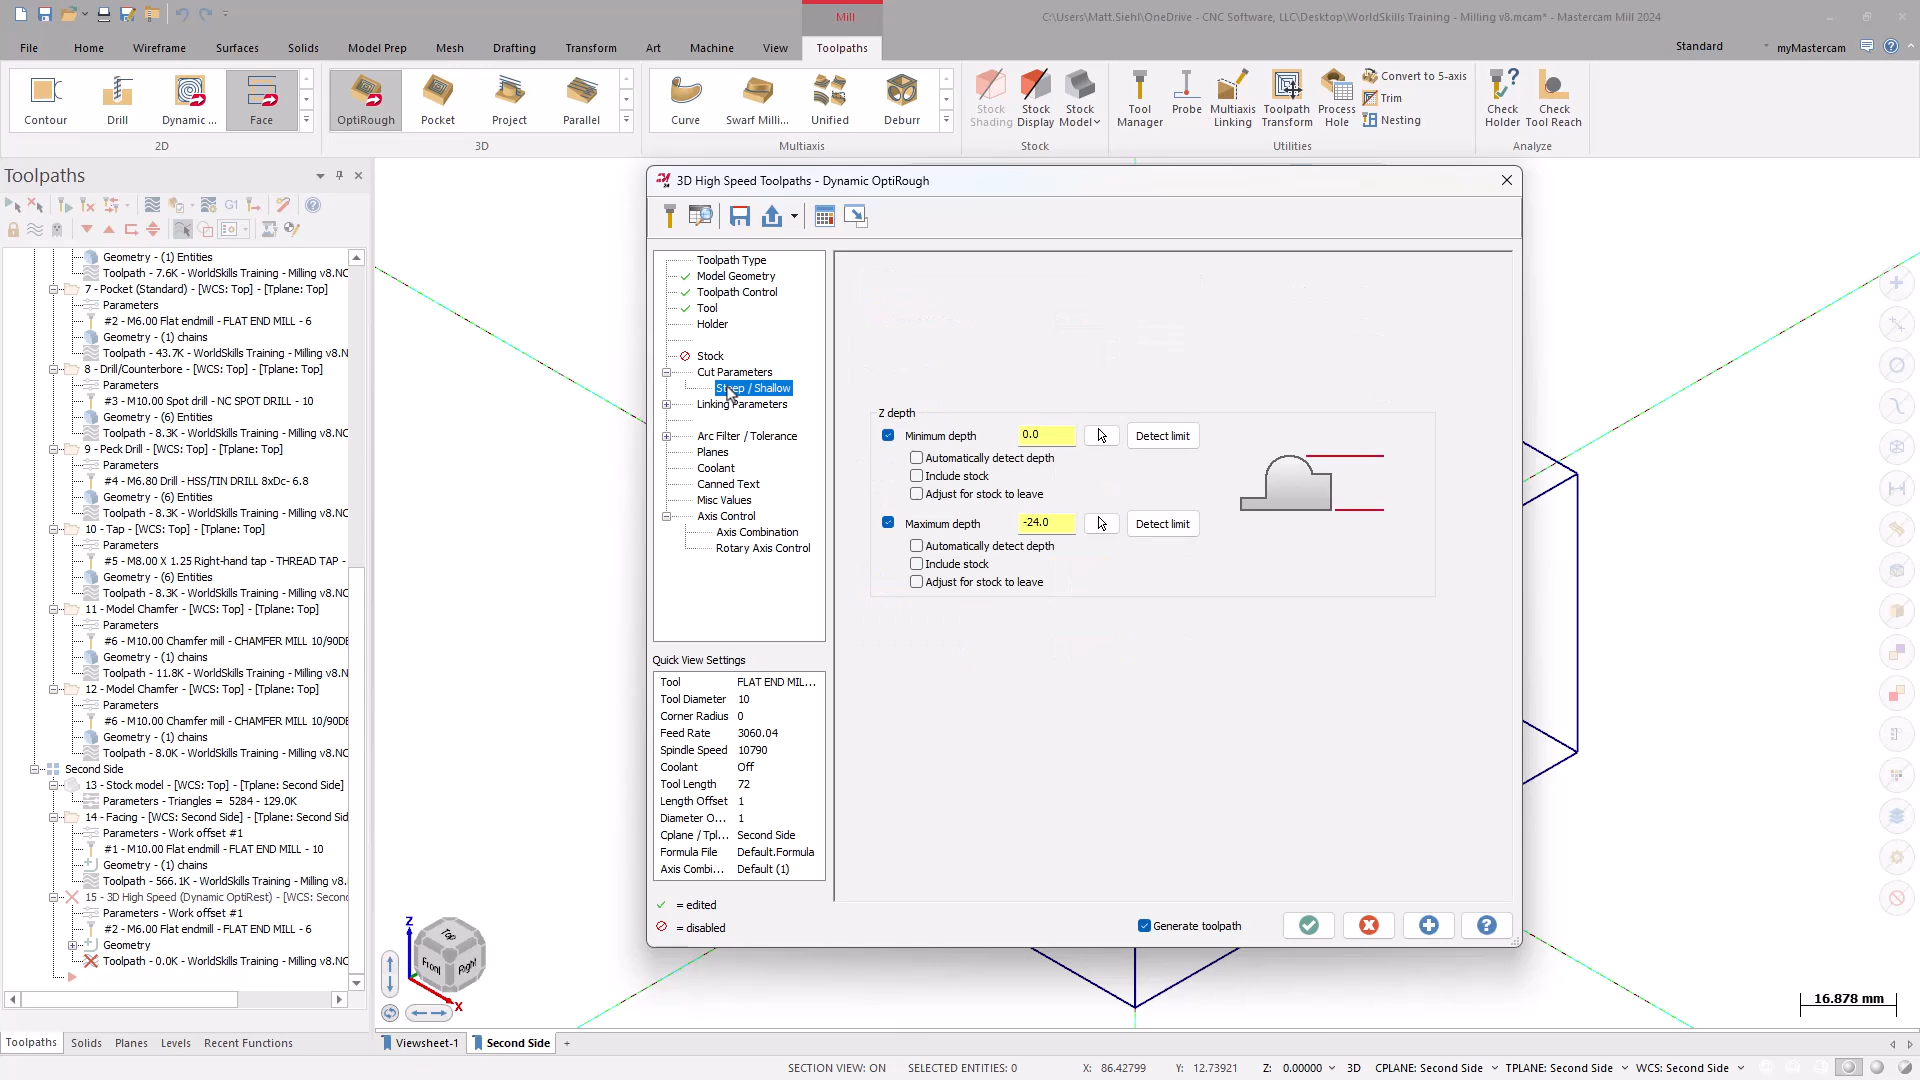 Mill
C:\Users\Matt.Siehl\OneDrive - CNC Software, LLC\Desktop\WorldSkills Training - Milling v8.mcam* - Mastercam Mill 2024
File Home Wireframe Surfaces Solids Model Prep Mesh Drafting Transform Art Machine View Toolpaths Standard myMastercam
Contour Drill Dynamic ... Face OptiRough Pocket Project Parallel Curve Swarf Milli... Unified Deburr
Stock Shading Stock Display Stock Model Tool Manager Probe Multiaxis Linking Toolpath Transform Process Hole
Convert to 5-axis
Trim
Nesting
Check Holder Check Tool Reach
2D 3D Multiaxis Stock Utilities Analyze
Toolpaths
G1
Geometry - (1) Entities
Toolpath - 7.6K - WorldSkills Training - Milling v8.NC
7 - Pocket (Standard) - [WCS: Top] - [Tplane: Top]
Parameters
#2 - M6.00 Flat endmill - FLAT END MILL - 6
Geometry - (1) chains
Toolpath - 43.7K - WorldSkills Training - Milling v8.N
8 - Drill/Counterbore - [WCS: Top] - [Tplane: Top]
Parameters
#3 - M10.00 Spot drill - NC SPOT DRILL - 10
Geometry - (6) Entities
Toolpath - 8.3K - WorldSkills Training - Milling v8.NC
9 - Peck Drill - [WCS: Top] - [Tplane: Top]
Parameters
#4 - M6.80 Drill - HSS/TIN DRILL 8xDc- 6.8
Geometry - (6) Entities
Toolpath - 8.3K - WorldSkills Training - Milling v8.NC
10 - Tap - [WCS: Top] - [Tplane: Top]
Parameters
#5 - M8.00 X 1.25 Right-hand tap - THREAD TAP -
Geometry - (6) Entities
Toolpath - 8.3K - WorldSkills Training - Milling v8.NC
11 - Model Chamfer - [WCS: Top] - [Tplane: Top]
Parameters
#6 - M10.00 Chamfer mill - CHAMFER MILL 10/90DE
Geometry - (1) chains
Toolpath - 11.8K - WorldSkills Training - Milling v8.N
12 - Model Chamfer - [WCS: Top] - [Tplane: Top]
Parameters
#6 - M10.00 Chamfer mill - CHAMFER MILL 10/90DE
Geometry - (1) chains
Toolpath - 8.0K - WorldSkills Training - Milling v8.NC
Second Side
13 - Stock model - [WCS: Top] - [Tplane: Second Side]
Parameters - Triangles = 5284 - 129.0K
14 - Facing - [WCS: Second Side] - [Tplane: Second Sid
Parameters - Work offset #1
#1 - M10.00 Flat endmill - FLAT END MILL - 10
Geometry - (1) chains
Toolpath - 566.1K - WorldSkills Training - Milling v8.
15 - 3D High Speed (Dynamic OptiRest) - [WCS: Second
Parameters - Work offset #1
#2 - M6.00 Flat endmill - FLAT END MILL - 6
Geometry
Toolpath - 0.0K - WorldSkills Training - Milling v8.NC
Toolpaths Solids Planes Levels Recent Functions
3D High Speed Toolpaths - Dynamic OptiRough
Toolpath Type
Model Geometry
Toolpath Control
Tool
Holder
Stock
Cut Parameters
Steep / Shallow
Linking Parameters
Arc Filter / Tolerance
Planes
Coolant
Canned Text
Misc Values
Axis Control
Axis Combination
Rotary Axis Control
Quick View Settings
Tool FLAT END MIL...
Tool Diameter 10
Corner Radius 0
Feed Rate 3060.04
Spindle Speed 10790
Coolant Off
Tool Length 72
Length Offset 1
Diameter O... 1
Cplane / Tpl... Second Side
Formula File Default.Formula
Axis Combi... Default (1)
= edited
= disabled
Z depth
Minimum depth 0.0 Detect limit
Automatically detect depth
Include stock
Adjust for stock to leave
Maximum depth -24.0 Detect limit
Automatically detect depth
Include stock
Adjust for stock to leave
Generate toolpath
Z
Top
Front Right
X
16.878 mm
Viewsheet-1 Second Side +
SECTION VIEW: ON SELECTED ENTITIES: 0 X: 86.42799 Y: 12.73921 Z: 0.00000 3D CPLANE: Second Side TPLANE: Second Side WCS: Second Side